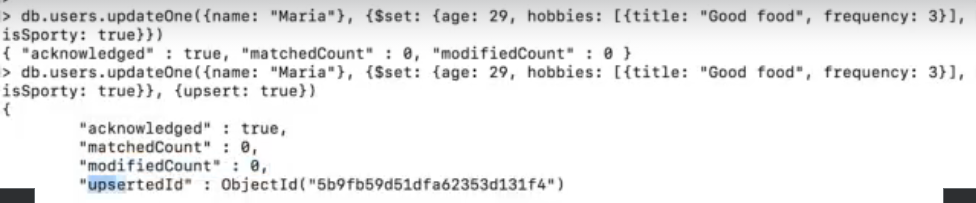 > db.users.updateOne({name: "Maria"}, {$set: {age: 29, hobbies: [{title: "Good food", frequency: 3}],
isSporty: true}})
{ "acknowledged" : true, "matchedCount" : 0, "modifiedCount" : 0 }
> db.users.updateOne({name: "Maria"}, {$set: {age: 29, hobbies: [{title: "Good food", frequency: 3}],
isSporty: true}}, {upsert: true})
{
"acknowledged" : true,
"matchedCount" : 0,
"modifiedCount" : 0,
"upsertedId" : ObjectId("5b9fb59d51dfa62353d131f4")